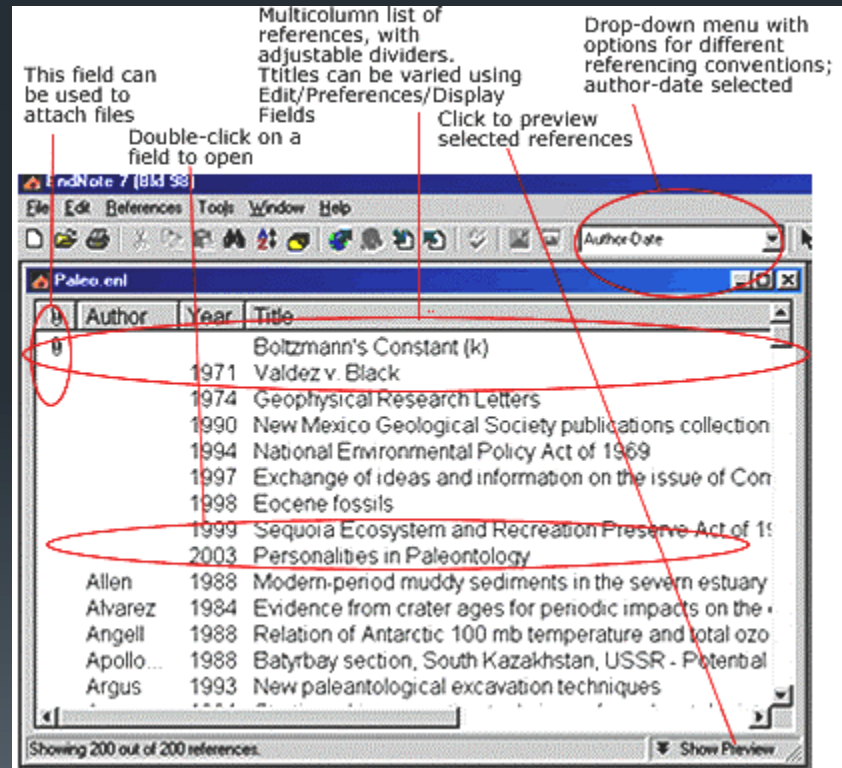 Multicolumn list of
references, with
adjustable dividers.
Ttitles can be varied using
Edit/Preferences/Display
Fields
Drop-down menu with
options for different
referencing conventions;
author-date selected
This field can
be used to
attach files
Double-click on a
field to open
Click to preview
selected references
EndNote 7 (Bld 98)
File Edit References Tools Window Help
Author-Date
Paleo.enl
Author Year Title
Boltzmann's Constant (k)
1971 Valdez v. Black
1974 Geophysical Research Letters
1990 New Mexico Geological Society publications collection
1994 National Environmental Policy Act of 1969
1997 Exchange of ideas and information on the issue of Com
1998 Eocene fossils
1999 Sequoia Ecosystem and Recreation Preserve Act of 19
2003 Personalities in Paleontology
Allen 1988 Modern-period muddy sediments in the severn estuary
Alvarez 1984 Evidence from crater ages for periodic impacts on the
Angell 1988 Relation of Antarctic 100 mb temperature and total ozo
Apollo... 1988 Batyrbay section, South Kazakhstan, USSR - Potential
Argus 1993 New paleantological excavation techniques
Showing 200 out of 200 references.
Show Preview